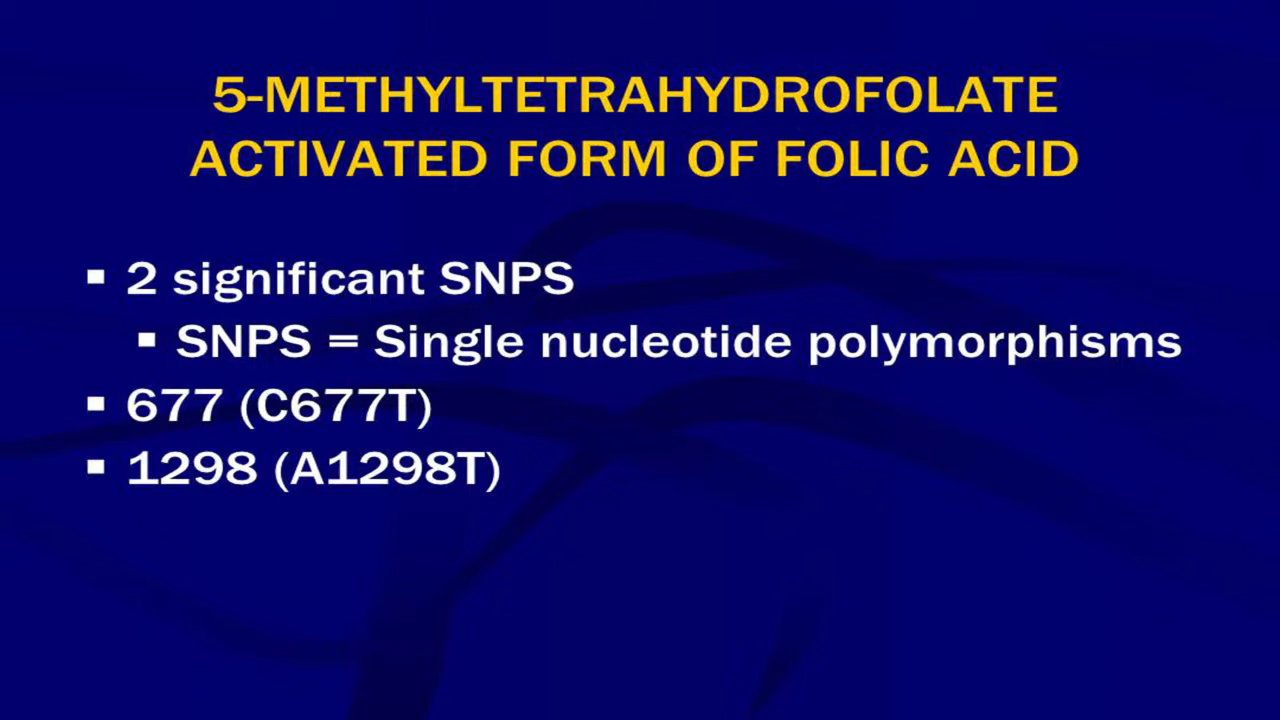 5-METHYLTETRAHYDROFOLATE
ACTIVATED FORM OF FOLIC ACID
▪ 2 significant SNPS
▪ SNPS = Single nucleotide polymorphisms
▪ 677 (C677T)
▪ 1298 (A1298T)